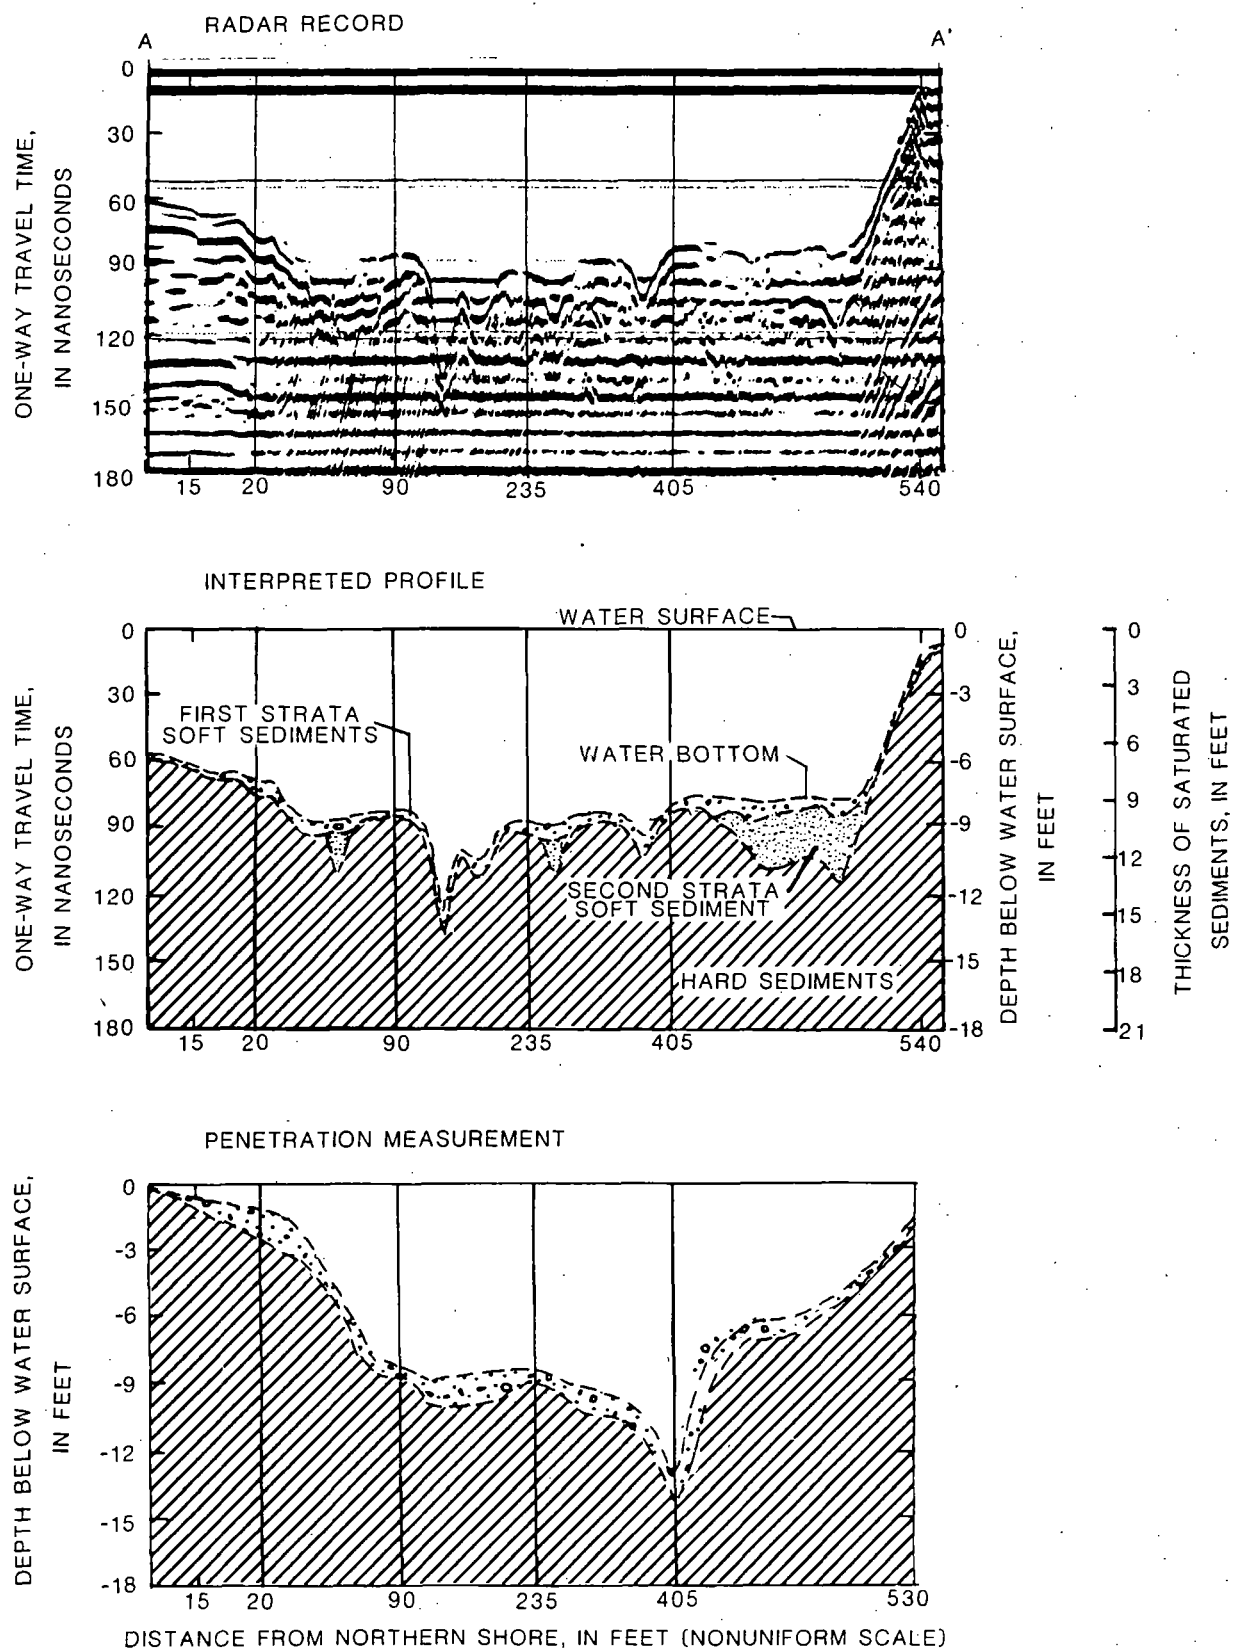 RADAR RECORD
A
A'
ONE-WAY TRAVEL TIME,
IN NANOSECONDS
0
30
60
90
120
150
180
15 20 90 235 405 540
INTERPRETED PROFILE
WATER SURFACE
ONE-WAY TRAVEL TIME,
IN NANOSECONDS
0
30
60
90
120
150
180
FIRST STRATA
SOFT SEDIMENTS
WATER BOTTOM
SECOND STRATA
SOFT SEDIMENT
HARD SEDIMENTS
15 20 90 235 405 540
0
-3
-6
-9
-12
-15
-18
DEPTH BELOW WATER SURFACE,
IN FEET
0
3
6
9
12
15
18
21
THICKNESS OF SATURATED
SEDIMENTS, IN FEET
PENETRATION MEASUREMENT
DEPTH BELOW WATER SURFACE,
IN FEET
0
-3
-6
-9
-12
-15
-18
15 20 90 235 405 530
DISTANCE FROM NORTHERN SHORE, IN FEET (NONUNIFORM SCALE)